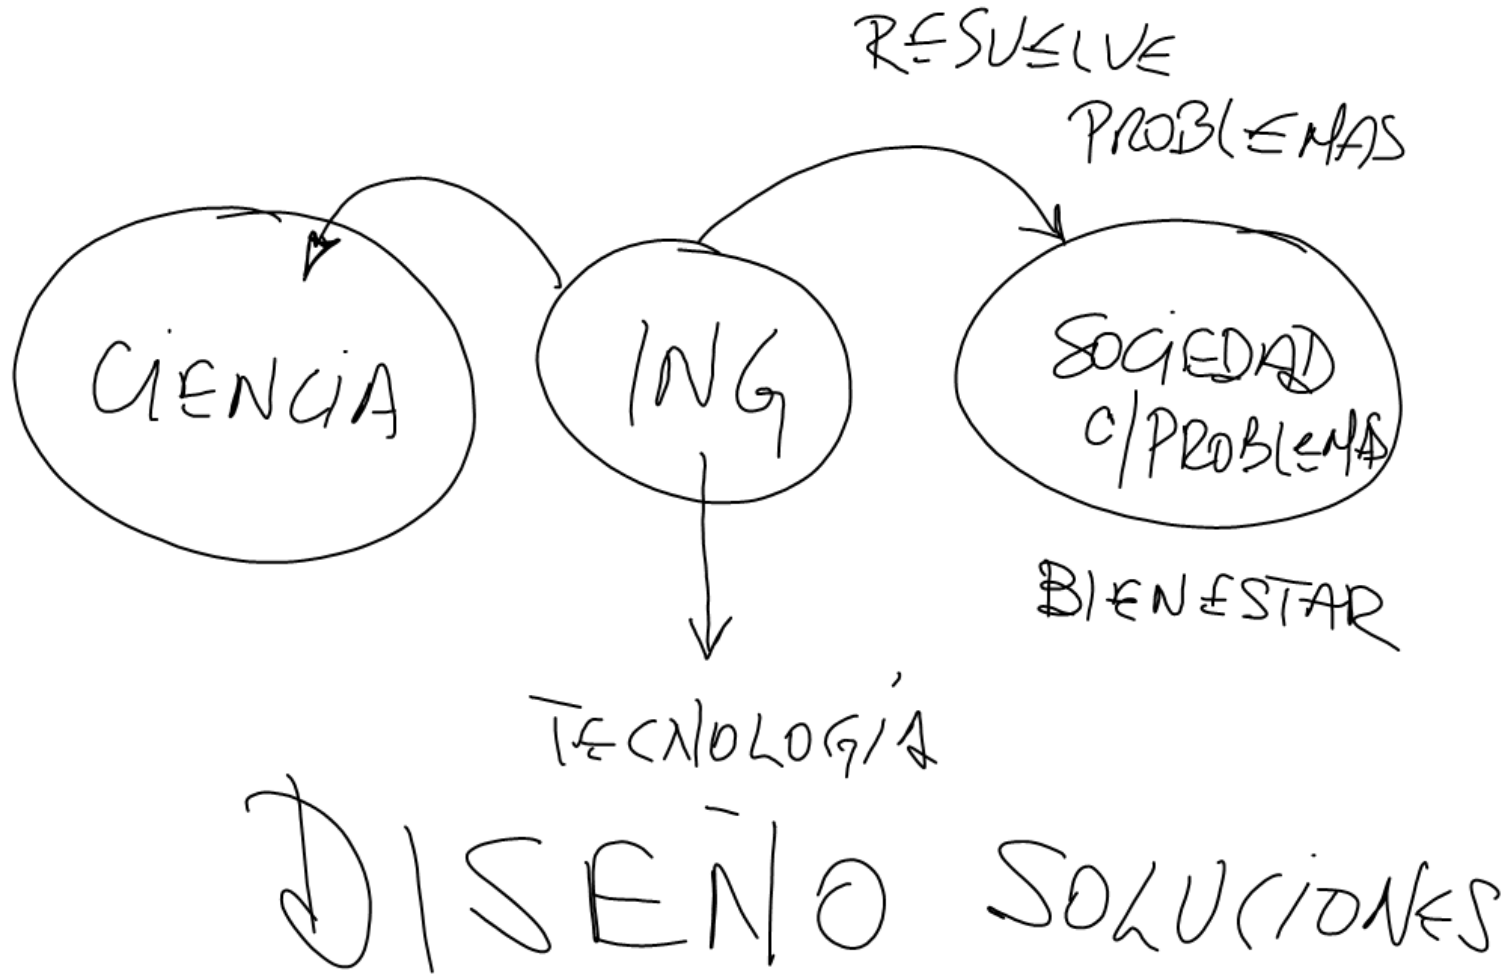 RESUELVE
PROBLEMAS
CIENCIA
ING
SOCIEDAD
C/PROBLEMAS
BIENESTAR
TECNOLOGÍA
DISEÑO SOLUCIONES